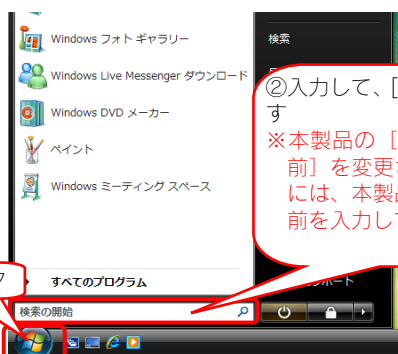 Windows フォト ギャラリー
検索
Windows Live Messenger ダウンロード
②入力して、[
す
Windows DVD メーカー
※本製品の［
前］を変更
ペイント
には、本製
前を入力して
Windows ミーティング スペース
すべてのプログラム
ポート
検索の開始